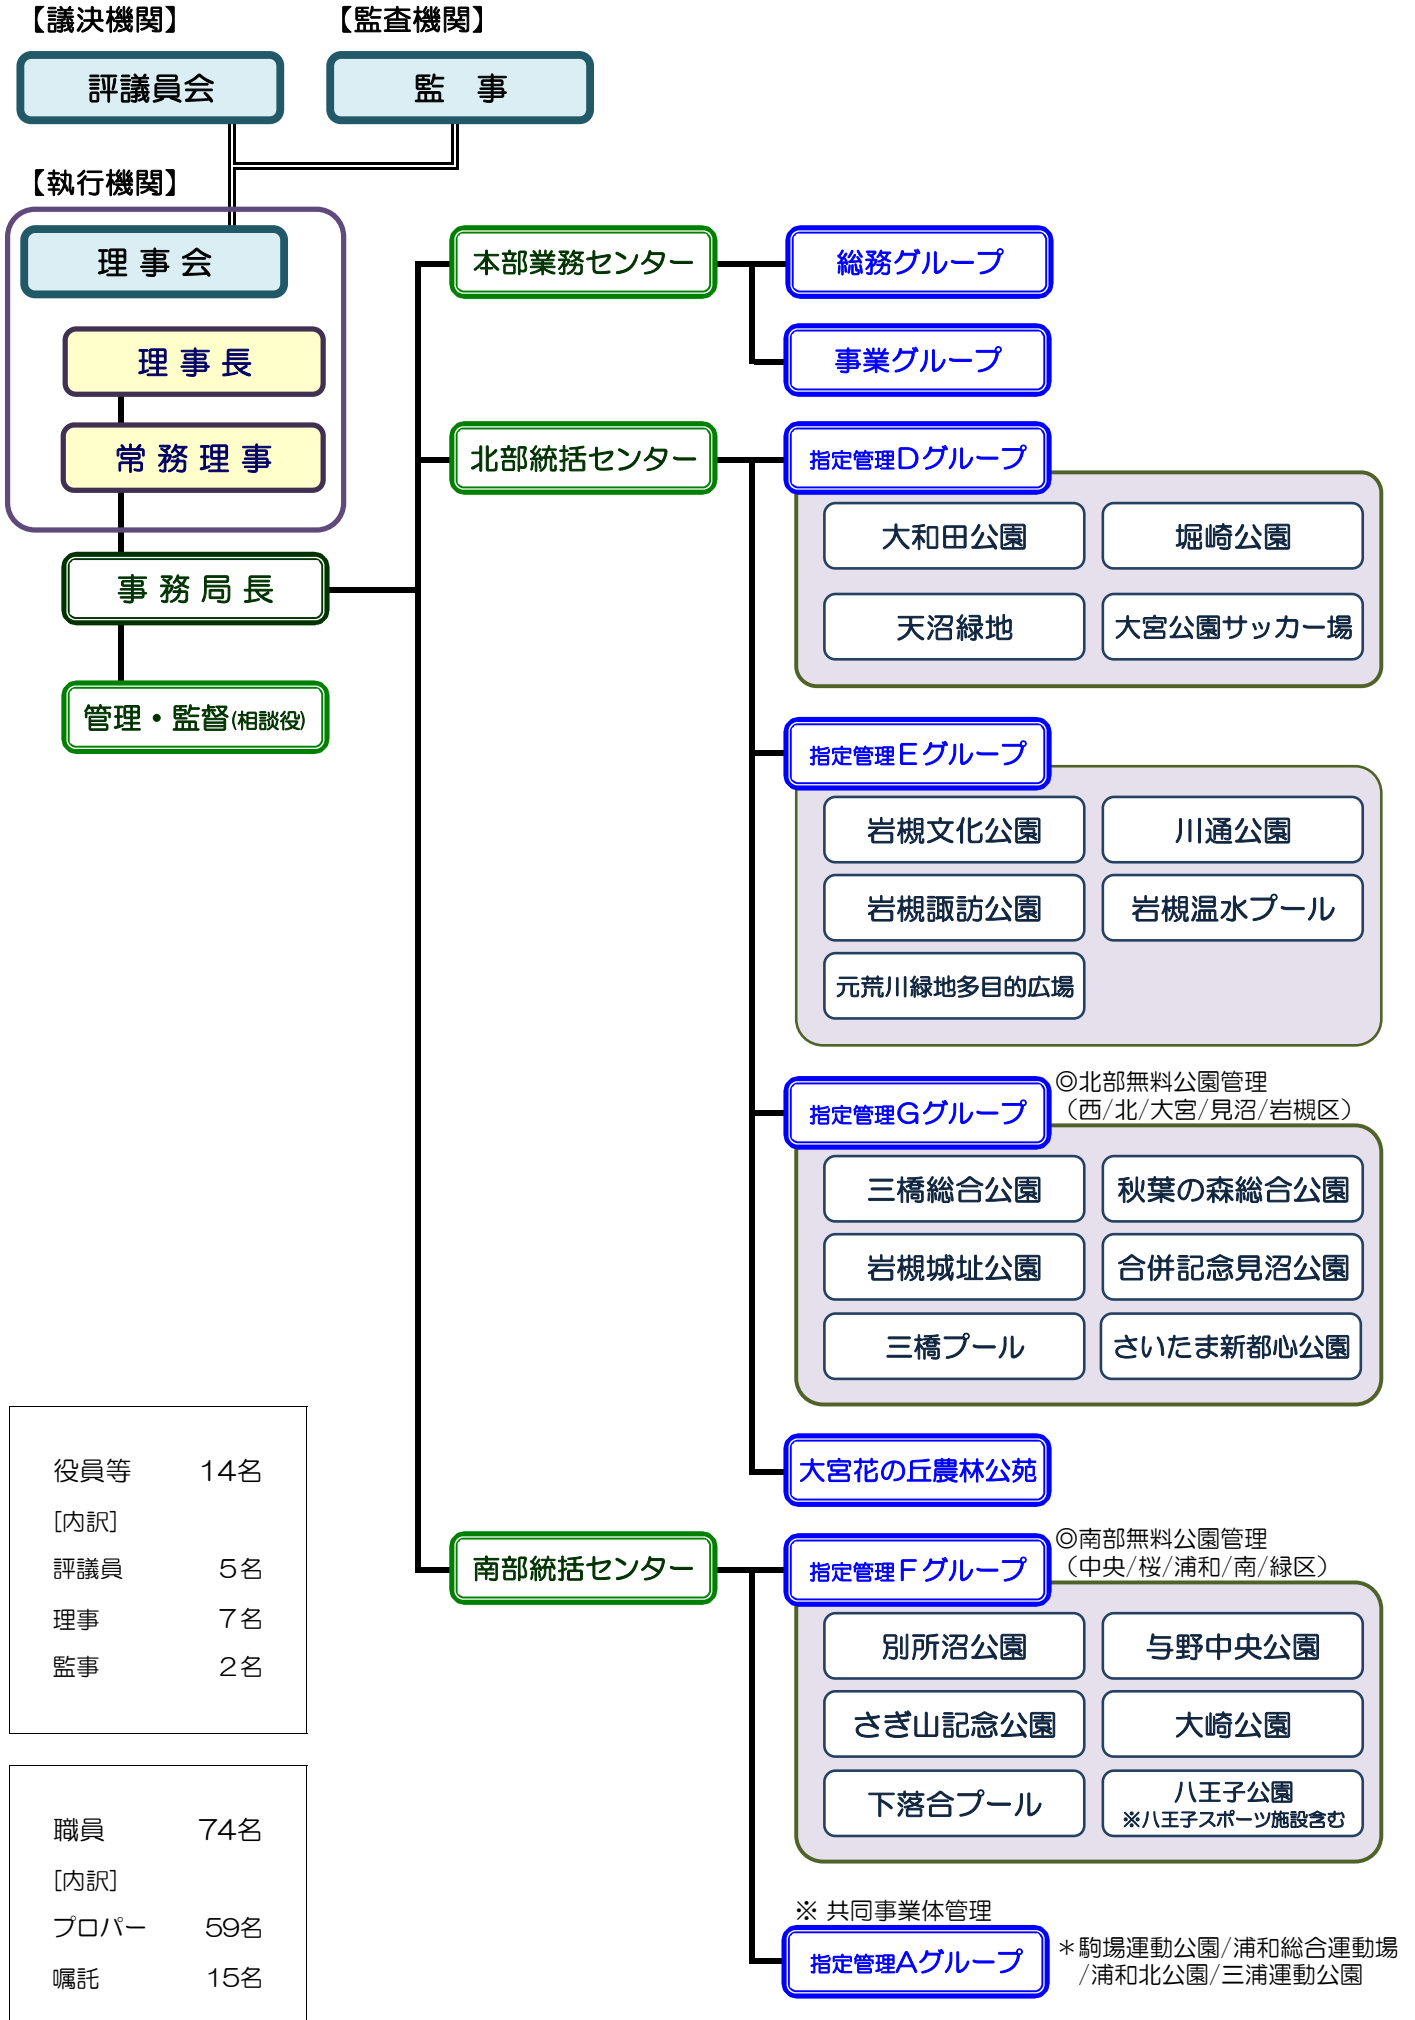 【議決機関】
【監査機関】
評議員会
監　事
【執行機関】
理 事 会
理 事 長
常 務 理 事
事 務 局 長
管理・監督(相談役)
本部業務センター
総務グループ
事業グループ
北部統括センター
指定管理Dグループ
大和田公園
堀崎公園
天沼緑地
大宮公園サッカー場
指定管理Eグループ
岩槻文化公園
川通公園
岩槻諏訪公園
岩槻温水プール
元荒川緑地多目的広場
指定管理Gグループ
◎北部無料公園管理
（西/北/大宮/見沼/岩槻区）
三橋総合公園
秋葉の森総合公園
岩槻城址公園
合併記念見沼公園
三橋プール
さいたま新都心公園
大宮花の丘農林公苑
南部統括センター
指定管理Fグループ
◎南部無料公園管理
（中央/桜/浦和/南/緑区）
別所沼公園
与野中央公園
さぎ山記念公園
大崎公園
下落合プール
八王子公園
※八王子スポーツ施設含む
※ 共同事業体管理
指定管理Aグループ
＊駒場運動公園/浦和総合運動場
/浦和北公園/三浦運動公園
役員等　14名
[内訳]
評議員　5名
理事　7名
監事　2名
職員　74名
[内訳]
プロパー　59名
嘱託　15名